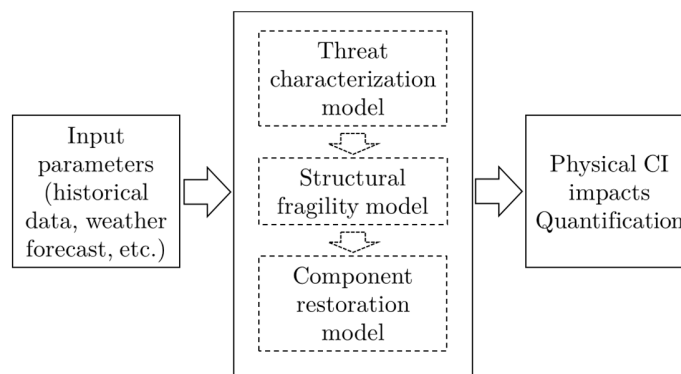 Input
parameters
(historical
data, weather
forecast, etc.)
Threat
characterization
model
Structural
fragility model
Component
restoration
model
Physical CI
impacts
Quantification